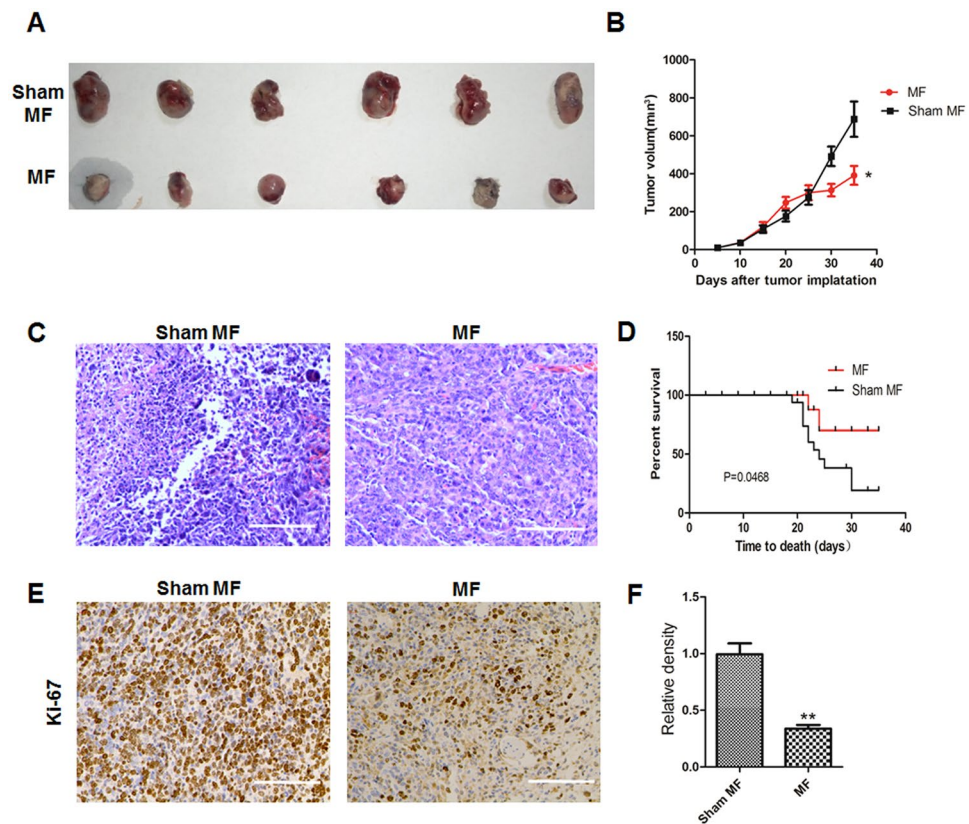 A
Sham
MF
MF
B
Tumor volum(mm³)
1000
800
600
400
200
0
0 10 20 30 40
Days after tumor implatation
MF
Sham MF
*
C
Sham MF
MF
D
Percent survival
150
100
50
0
0 10 20 30 40
Time to death (days）
MF
Sham MF
P=0.0468
E
Sham MF
MF
Ki-67
F
Relative density
1.5
1.0
0.5
0.0
**
Sham MF
MF